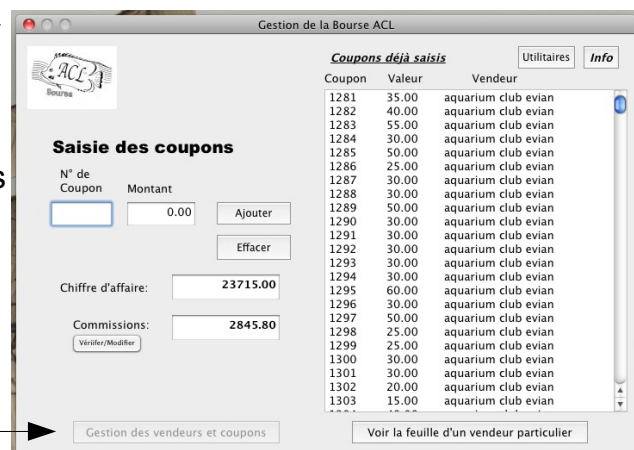 Gestion de la Bourse ACL
ACL
Bourse
Coupons déjà saisis
Utilitaires
Info
Coupon Valeur Vendeur
1281 35.00 aquarium club evian
1282 40.00 aquarium club evian
1283 55.00 aquarium club evian
1284 30.00 aquarium club evian
1285 50.00 aquarium club evian
1286 25.00 aquarium club evian
1287 30.00 aquarium club evian
1288 30.00 aquarium club evian
1289 50.00 aquarium club evian
1290 30.00 aquarium club evian
1291 30.00 aquarium club evian
1292 30.00 aquarium club evian
1293 30.00 aquarium club evian
1294 30.00 aquarium club evian
1295 60.00 aquarium club evian
1296 30.00 aquarium club evian
1297 50.00 aquarium club evian
1298 25.00 aquarium club evian
1299 25.00 aquarium club evian
1300 30.00 aquarium club evian
1301 30.00 aquarium club evian
1302 20.00 aquarium club evian
1303 15.00 aquarium club evian
Saisie des coupons
N° de
Coupon Montant
0.00 Ajouter
Effacer
Chiffre d'affaire: 23715.00
Commissions: 2845.80
Vériifer/Modifier
Gestion des vendeurs et coupons
Voir la feuille d'un vendeur particulier